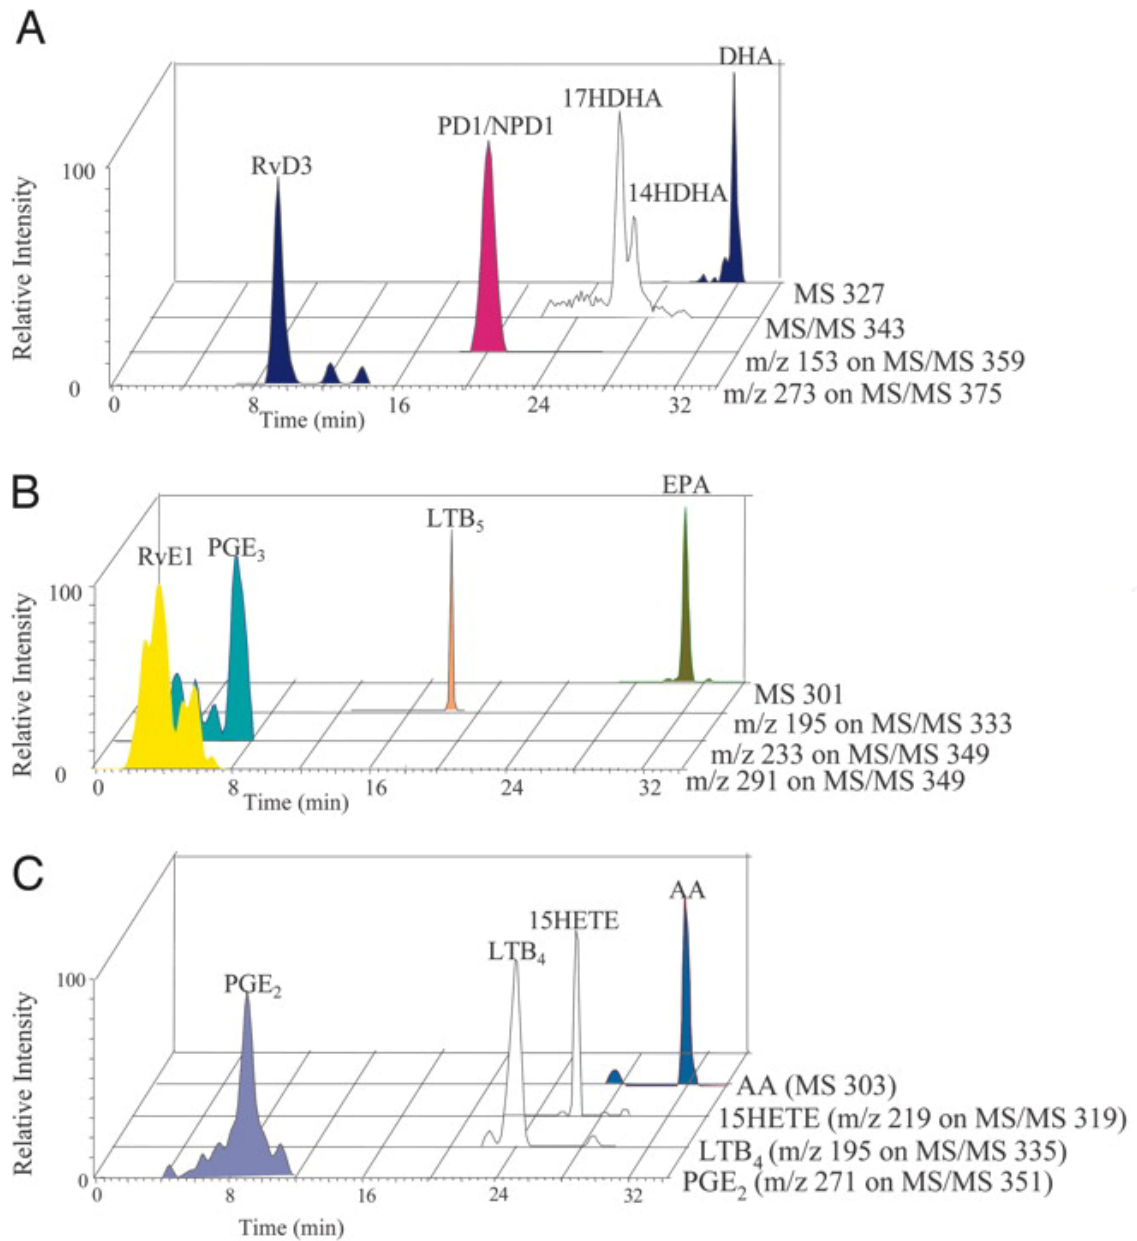 A
DHA
17HDHA
PD1/NPD1
RvD3
14HDHA
100
Relative Intensity
MS 327
MS/MS 343
m/z 153 on MS/MS 359
m/z 273 on MS/MS 375
0
0 8 16 24 32
Time (min)
B
EPA
LTB₅
RvE1 PGE₃
100
Relative Intensity
MS 301
m/z 195 on MS/MS 333
m/z 233 on MS/MS 349
m/z 291 on MS/MS 349
0
0 8 16 24 32
Time (min)
C
AA
15HETE
LTB₄
PGE₂
100
Relative Intensity
AA (MS 303)
15HETE (m/z 219 on MS/MS 319)
LTB₄ (m/z 195 on MS/MS 335)
PGE₂ (m/z 271 on MS/MS 351)
0
0 8 16 24 32
Time (min)